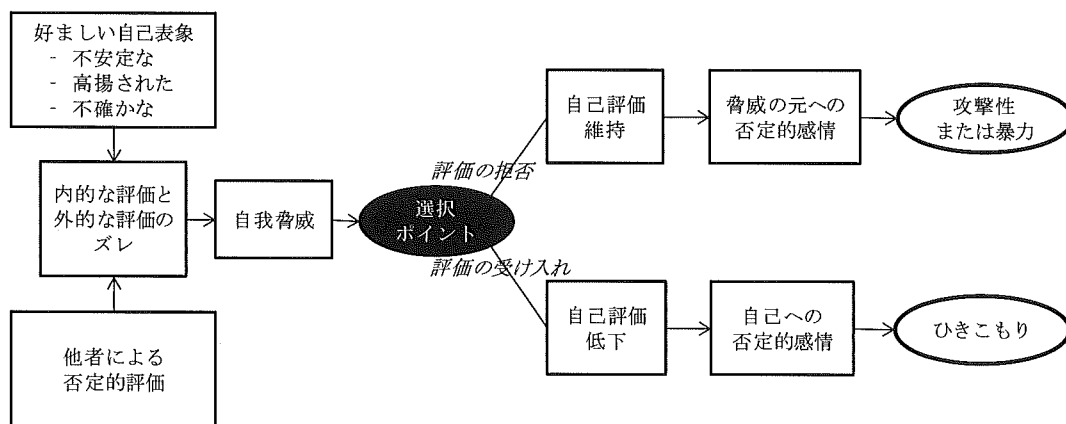 好ましい自己表象
- 不安定な
- 高揚された
- 不確かな
内的な評価と
外的な評価の
ズレ
他者による
否定的評価
自我脅威
選択
ポイント
評価の拒否
評価の受け入れ
自己評価
維持
脅威の元への
否定的感情
攻撃性
または暴力
自己評価
低下
自己への
否定的感情
ひきこもり